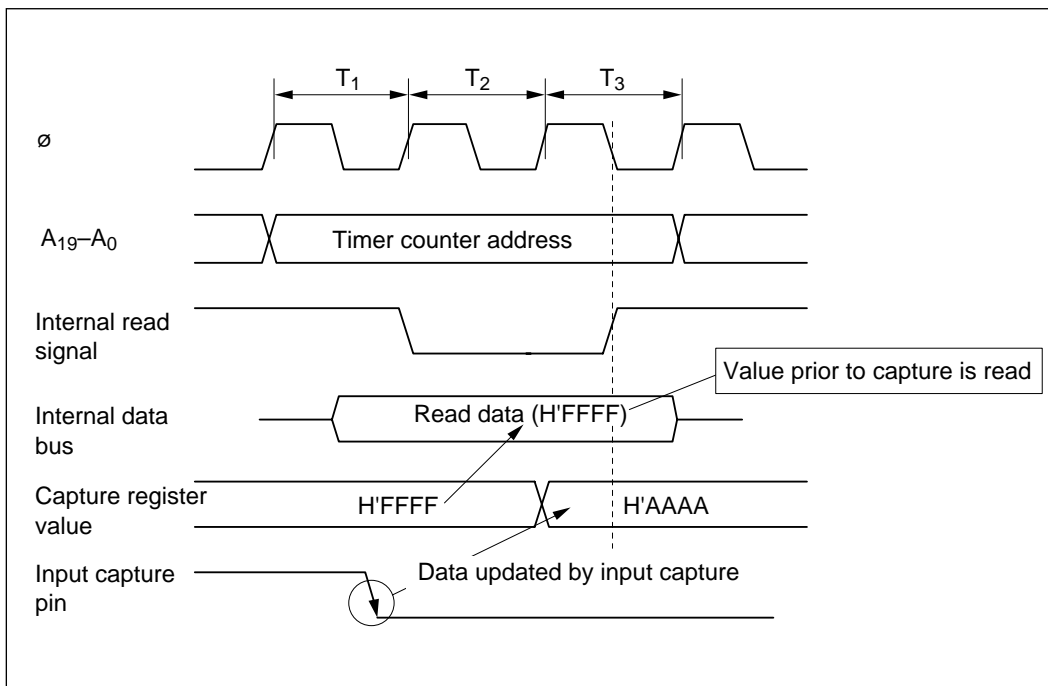 T1 T2 T3
ø
A19–A0 Timer counter address
Internal read
signal
Value prior to capture is read
Internal data
bus
Read data (H'FFFF)
Capture register
value
H'FFFF H'AAAA
Input capture
pin
Data updated by input capture